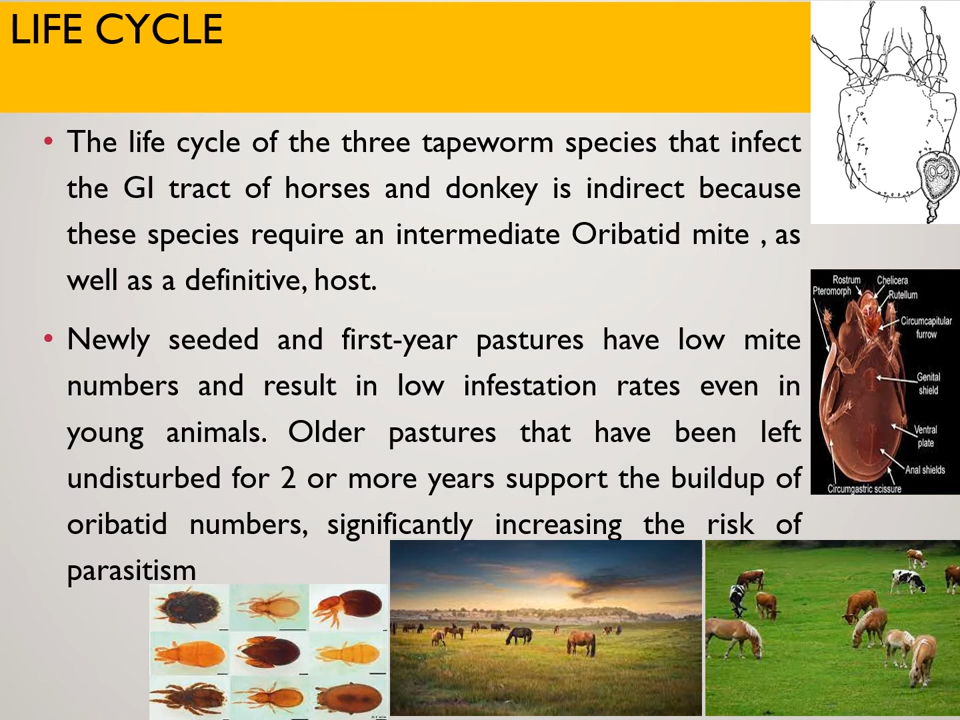 LIFE CYCLE
• The life cycle of the three tapeworm species that infect
the GI tract of horses and donkey is indirect because
these species require an intermediate Oribatid mite , as
well as a definitive, host.
• Newly seeded and first-year pastures have low mite
numbers and result in low infestation rates even in
young animals. Older pastures that have been left
undisturbed for 2 or more years support the buildup of
oribatid numbers, significantly increasing the risk of
parasitism
Rostrum
Chelicera
Pteromorph
Rutellum
Circumcapitular
furrow
Genital
shield
Ventral
plate
Anal shields
Circumgastric scissure